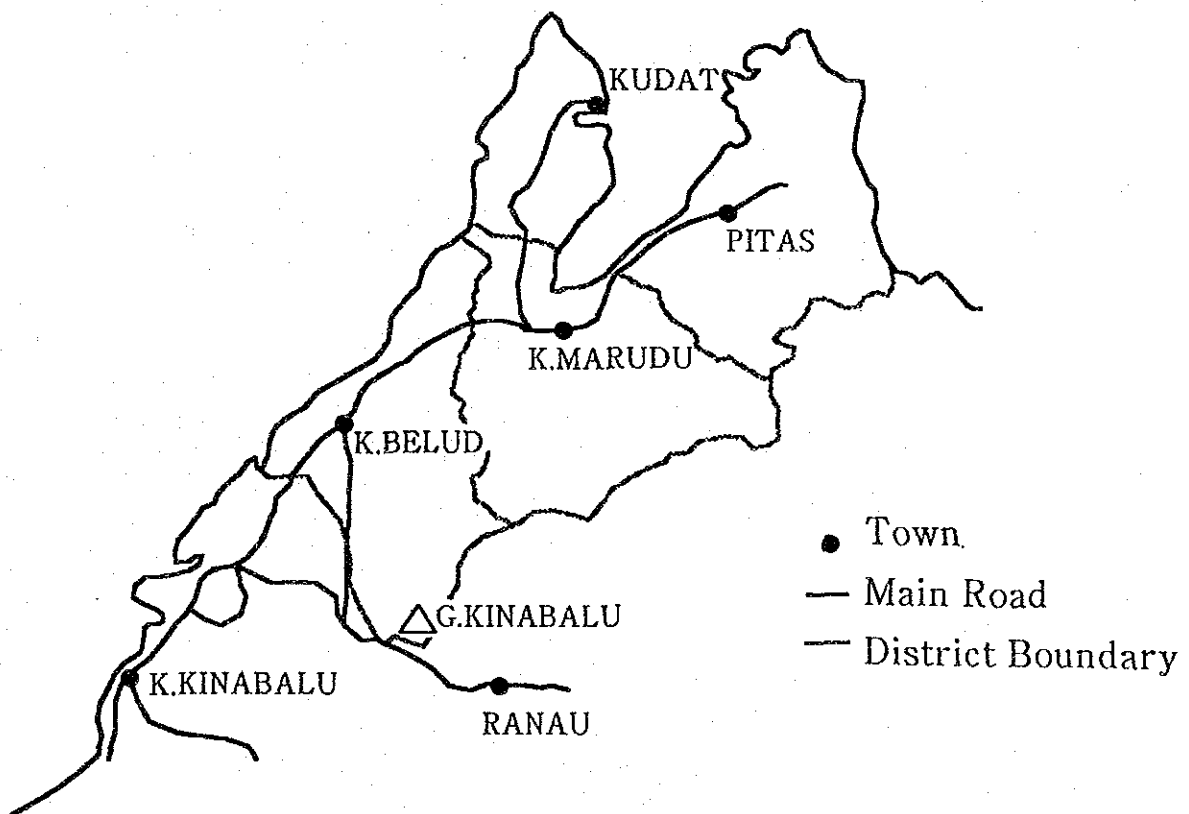 KUDAT
PITAS
K.MARUDU
K.BELUD
Town
Main Road
G.KINABALU
District Boundary
K.KINABALU
RANAU